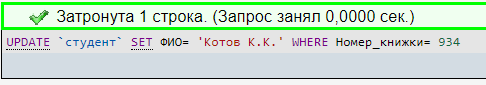 Затронута 1 строка. (Запрос занял 0,0000 сек.)
UPDATE `студент` SET ФИО= 'Котов К.К.' WHERE Номер_книжки= 934